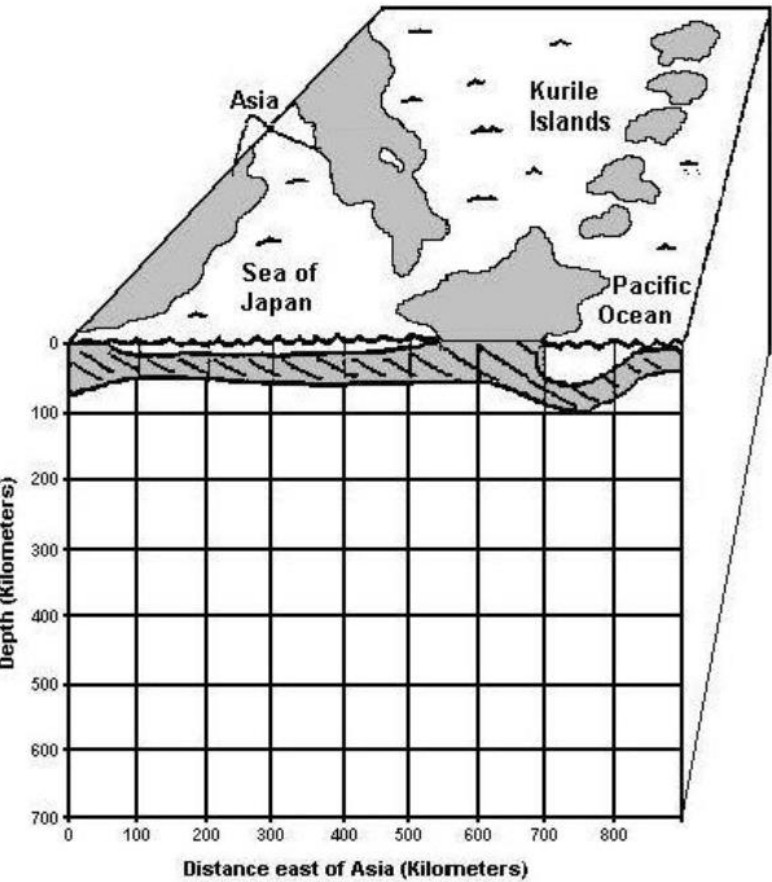 Asia
Kurile
Islands
Sea of
Japan
Pacific
Ocean
0
100
200
300
400
500
600
700
Depth (Kilometers)
0 100 200 300 400 500 600 700 800
Distance east of Asia (Kilometers)